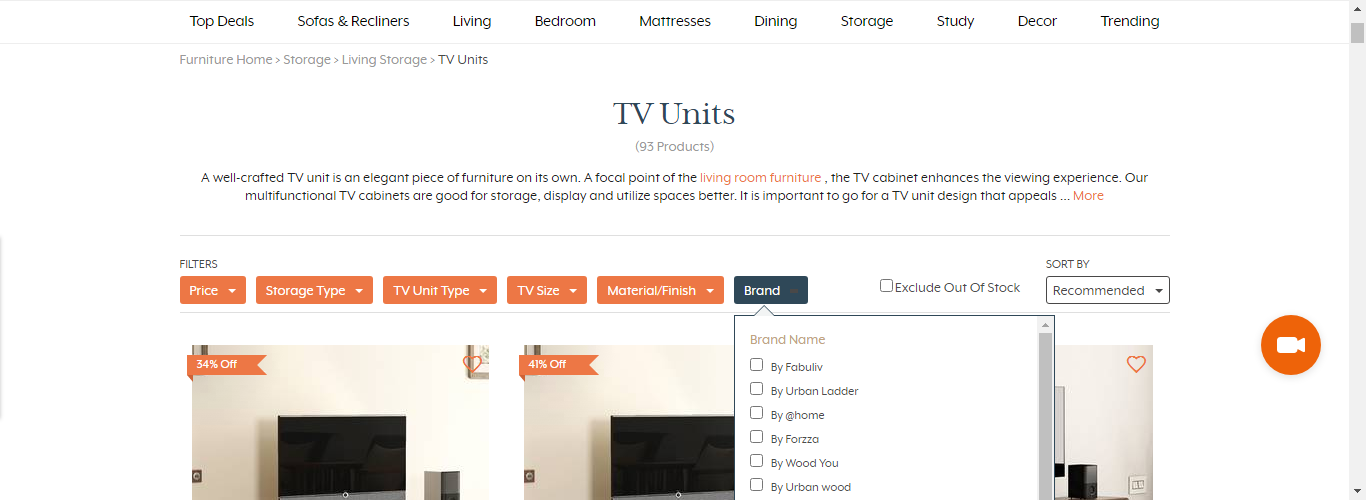 Top Deals Sofas & Recliners Living Bedroom Mattresses Dining Storage Study Decor Trending
Furniture Home > Storage > Living Storage > TV Units
TV Units
(93 Products)
A well-crafted TV unit is an elegant piece of furniture on its own. A focal point of the living room furniture , the TV cabinet enhances the viewing experience. Our
multifunctional TV cabinets are good for storage, display and utilize spaces better. It is important to go for a TV unit design that appeals ... More
FILTERS SORT BY
Price Storage Type TV Unit Type TV Size Material/Finish Brand Exclude Out Of Stock Recommended
Brand Name
34% Off 41% Off
By Fabuliv
By Urban Ladder
By @home
By Forzza
By Wood You
By Urban wood